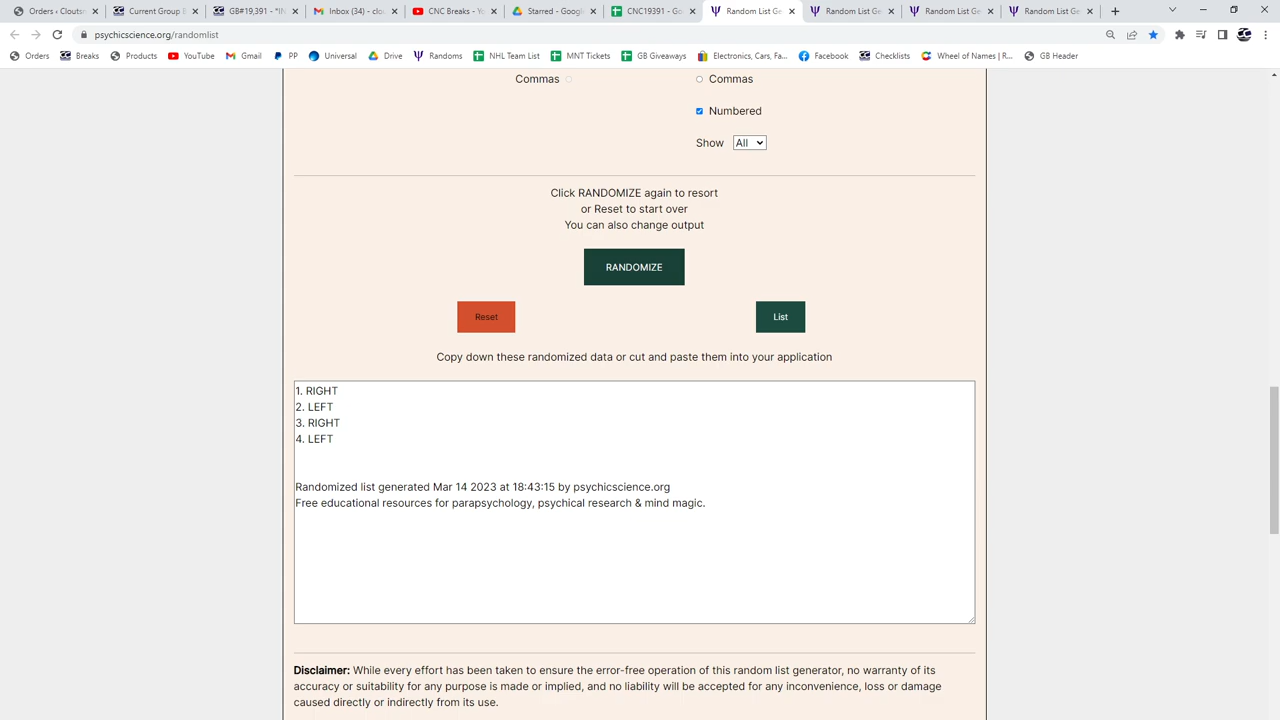 Orders ‹ Cloutsn
Current Group B
GB#19,391 - *IN
Inbox (34) - clou
CNC Breaks - Yo
Starred - Google
CNC19391 - Go
Random List Ge
Random List Ge
Random List Ge
Random List Ge
psychicscience.org/randomlist
Orders
Breaks
Products
YouTube
Gmail
PP
Universal
Drive
Randoms
NHL Team List
MNT Tickets
GB Giveaways
Electronics, Cars, Fa...
Facebook
Checklists
Wheel of Names | R...
GB Header
Commas
Commas
Numbered
Show All
Click RANDOMIZE again to resort
or Reset to start over
You can also change output
RANDOMIZE
Reset
List
Copy down these randomized data or cut and paste them into your application
1. RIGHT
2. LEFT
3. RIGHT
4. LEFT
Randomized list generated Mar 14 2023 at 18:43:15 by psychicscience.org
Free educational resources for parapsychology, psychical research & mind magic.
Disclaimer: While every effort has been taken to ensure the error-free operation of this random list generator, no warranty of its
accuracy or suitability for any purpose is made or implied, and no liability will be accepted for any inconvenience, loss or damage
caused directly or indirectly from its use.